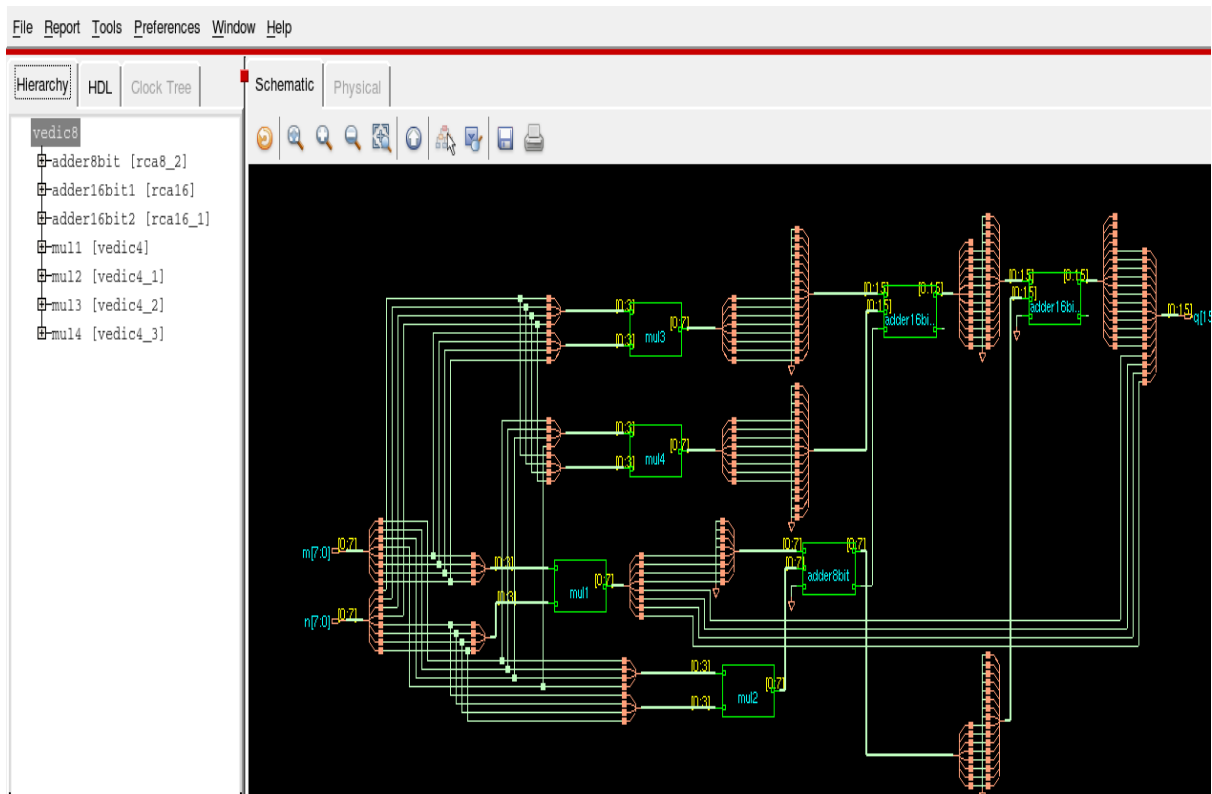 File Report Tools Preferences Window Help
Hierarchy HDL Clock Tree
Schematic Physical
vedic8
adder8bit [rca8_2]
adder16bit1 [rca16]
adder16bit2 [rca16_1]
mul1 [vedic4]
mul2 [vedic4_1]
mul3 [vedic4_2]
mul4 [vedic4_3]
[0:15] [0:15]
[0:15]
adder16bi..
[0:15] [0:15]
[0:15]
adder16bi..
[0:15]
q[15
[0:3]
[0:7]
[0:3]
mul3
[0:3]
[0:7]
[0:3]
mul4
m[7:0] [0:7]
n[7:0] [0:7]
[0:3]
[0:7]
[0:3]
mul1
[0:7] [0:7]
[0:7]
adder8bit
[0:3]
[0:7]
[0:3]
mul2